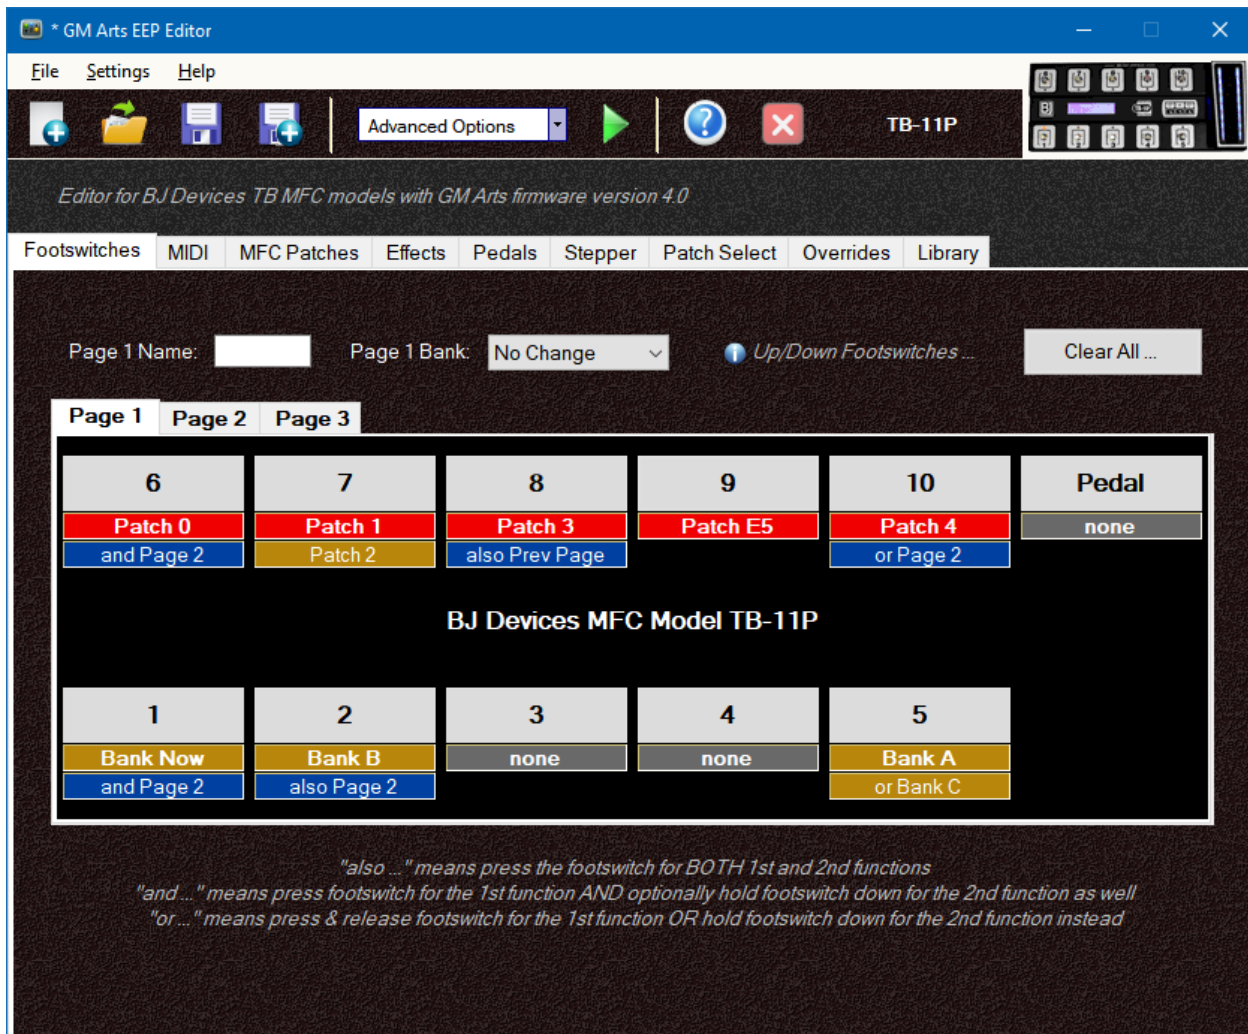 * GM Arts EEP Editor
File Settings Help
Advanced Options
TB-11P
Editor for BJ Devices TB MFC models with GM Arts firmware version 4.0
Footswitches MIDI MFC Patches Effects Pedals Stepper Patch Select Overrides Library
Page 1 Name: Page 1 Bank: No Change Up/Down Footswitches ... Clear All ...
Page 1 Page 2 Page 3
6 7 8 9 10 Pedal
Patch 0 Patch 1 Patch 3 Patch E5 Patch 4 none
and Page 2 Patch 2 also Prev Page or Page 2
BJ Devices MFC Model TB-11P
1 2 3 4 5
Bank Now Bank B none none Bank A
and Page 2 also Page 2 or Bank C
"also ..." means press the footswitch for BOTH 1st and 2nd functions
"and ..." means press footswitch for the 1st function AND optionally hold footswitch down for the 2nd function as well
"or ..." means press & release footswitch for the 1st function OR hold footswitch down for the 2nd function instead